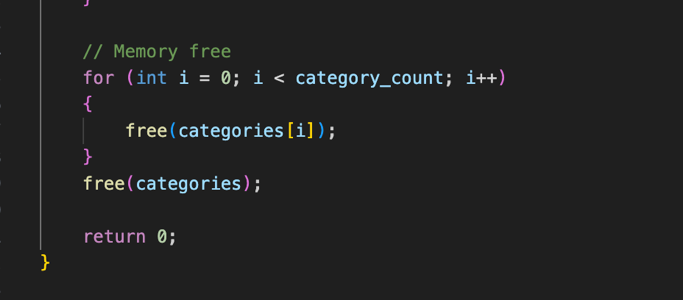 }
// Memory free
for (int i = 0; i < category_count; i++)
{
free(categories[i]);
}
free(categories);
return 0;
}